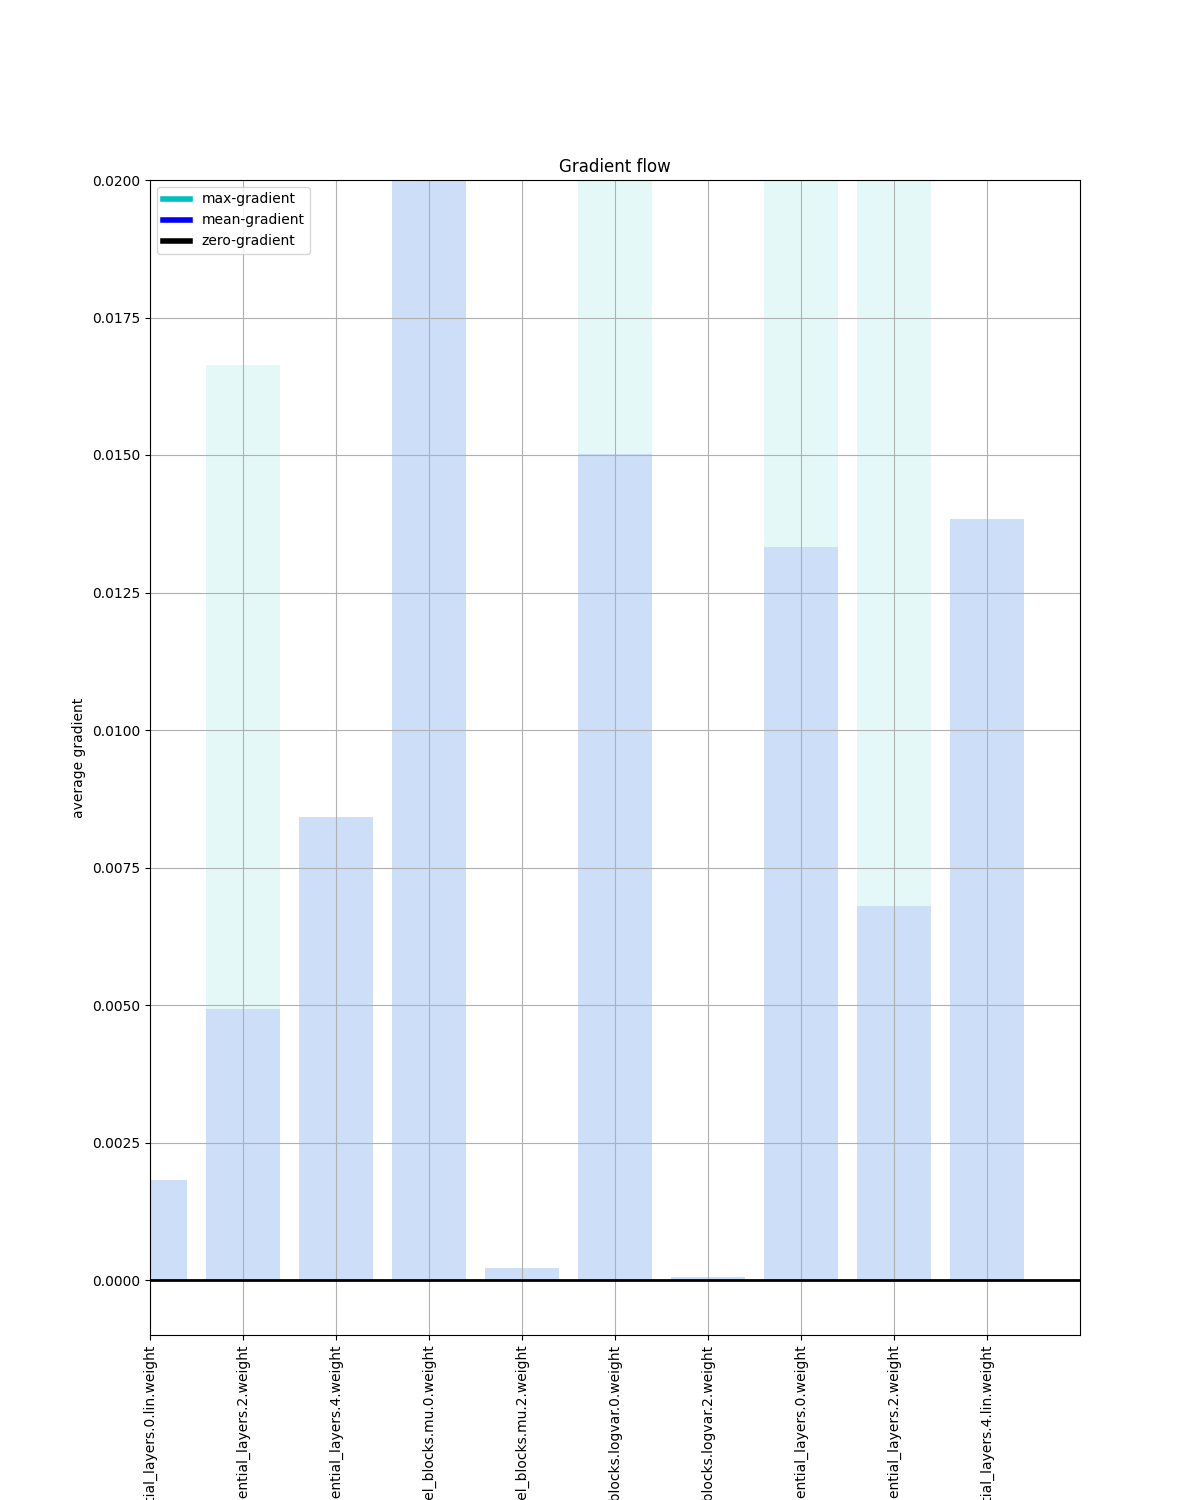 Gradient flow
max-gradient
mean-gradient
zero-gradient
0.0200
0.0175
0.0150
0.0125
0.0100
0.0075
0.0050
0.0025
0.0000
average gradient
tial_layers.0.lin.weight
ential_layers.2.weight
ential_layers.4.weight
el_blocks.mu.0.weight
el_blocks.mu.2.weight
blocks.logvar.0.weight
blocks.logvar.2.weight
ential_layers.0.weight
ential_layers.2.weight
tial_layers.4.lin.weight